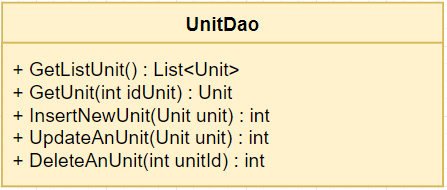 UnitDao
+ GetListUnit() : List<Unit>
+ GetUnit(int idUnit) : Unit
+ InsertNewUnit(Unit unit) : int
+ UpdateAnUnit(Unit unit) : int
+ DeleteAnUnit(int unitId) : int